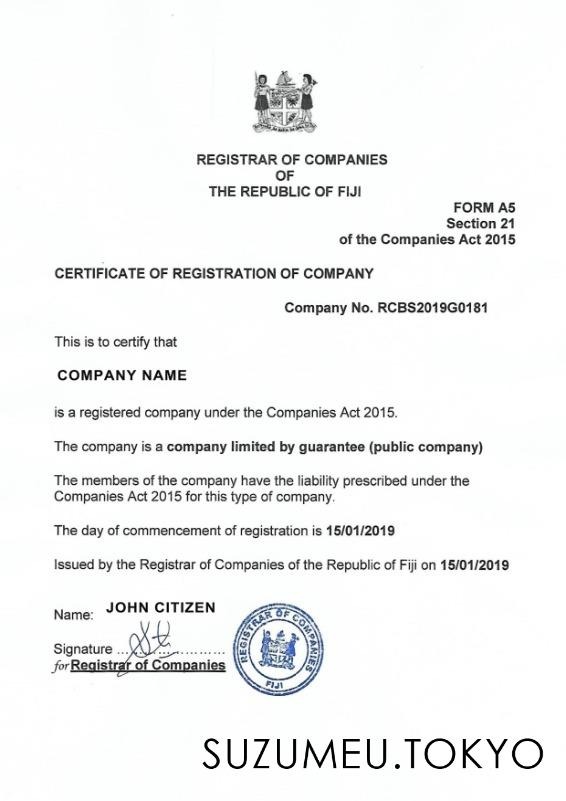 REGISTRAR OF COMPANIES
OF
THE REPUBLIC OF FIJI
FORM A5
Section 21
of the Companies Act 2015
CERTIFICATE OF REGISTRATION OF COMPANY
Company No. RCBS2019G0181
This is to certify that
COMPANY NAME
is a registered company under the Companies Act 2015.
The company is a company limited by guarantee (public company)
The members of the company have the liability prescribed under the
Companies Act 2015 for this type of company.
The day of commencement of registration is 15/01/2019
Issued by the Registrar of Companies of the Republic of Fiji on 15/01/2019
Name: JOHN CITIZEN
Signature ......................
for Registrar of Companies
REGISTRAR OF COMPANIES
FIJI
SUZUMEU.TOKYO